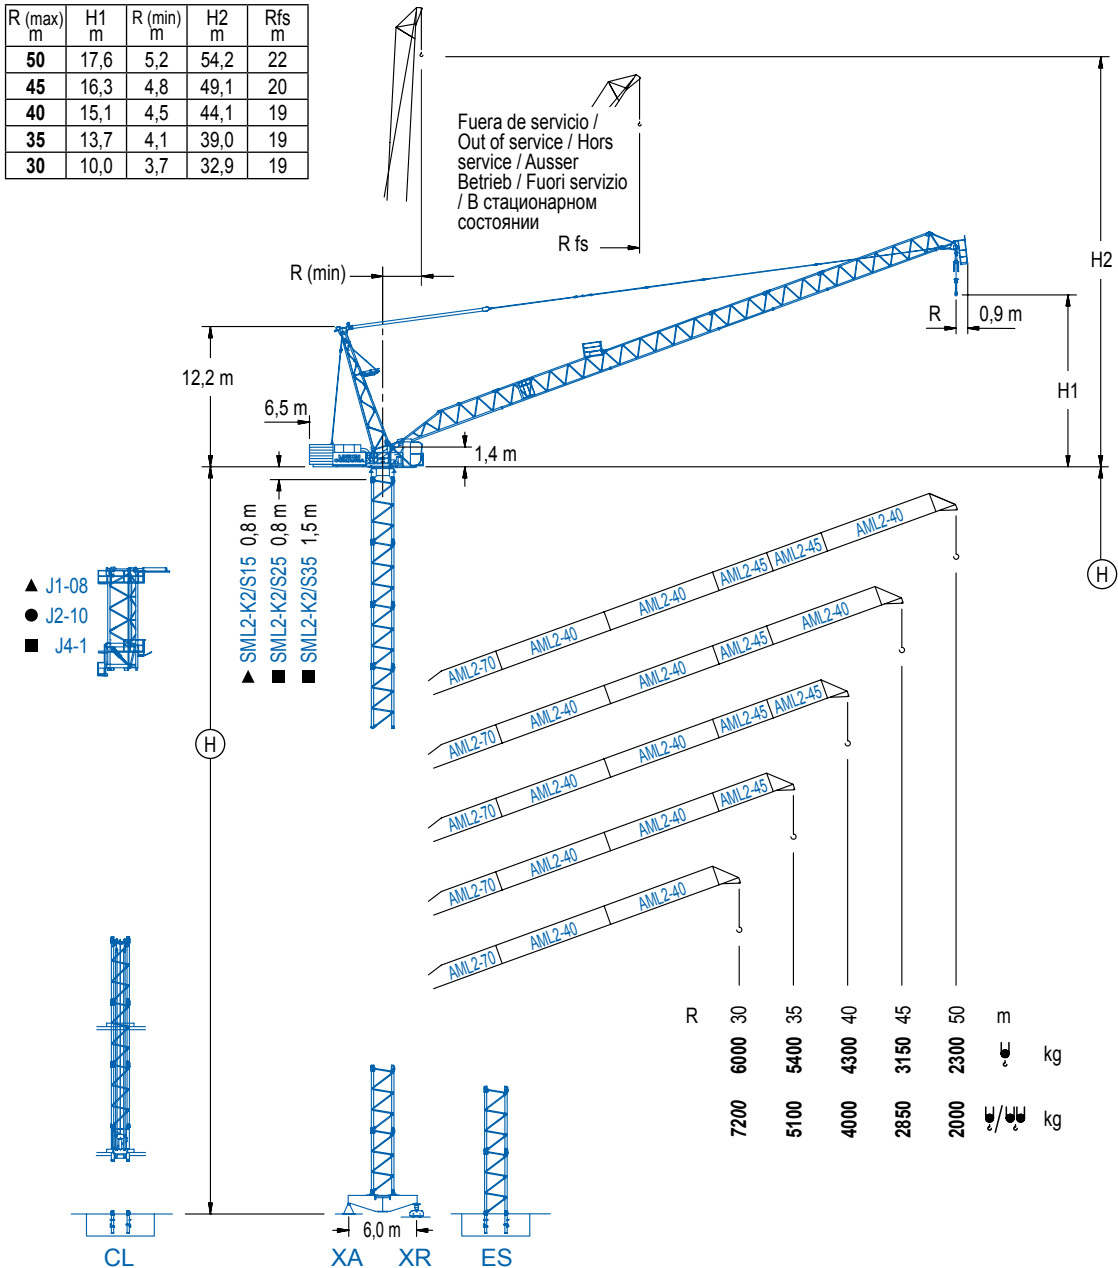 R (max) H1 R (min) H2 Rfs
m m m m m
50 17,6 5,2 54,2 22
45 16,3 4,8 49,1 20
40 15,1 4,5 44,1 19
35 13,7 4,1 39,0 19
30 10,0 3,7 32,9 19
Fuera de servicio /
Out of service / Hors
service / Ausser
Betrieb / Fuori servizio
/ В стационарном
состоянии
R fs
R (min)
H2
R 0,9 m
12,2 m
H1
6,5 m
1,4 m
▲ SML2-K2/S15 0,8 m
■ SML2-K2/S25 0,8 m
■ SML2-K2/S35 1,5 m
▲ J1-08
● J2-10
■ J4-1
H
H
AML2-70 AML2-40 AML2-40 AML2-45 AML2-45 AML2-40
AML2-70 AML2-40 AML2-40 AML2-45 AML2-40
AML2-70 AML2-40 AML2-40 AML2-45 AML2-45
AML2-70 AML2-40 AML2-40 AML2-45
AML2-70 AML2-40 AML2-40
R 30 35 40 45 50 m
6000 5400 4300 3150 2300 kg
7200 5100 4000 2850 2000 / kg
6,0 m
CL XA XR ES